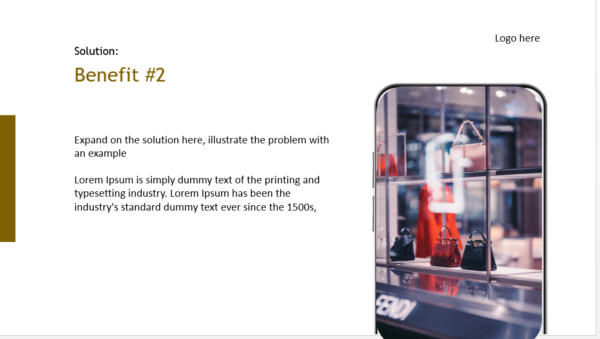 Logo here
Solution:
Benefit #2
Expand on the solution here, illustrate the problem with
an example
Lorem Ipsum is simply dummy text of the printing and
typesetting industry. Lorem Ipsum has been the
industry's standard dummy text ever since the 1500s,
FENDI